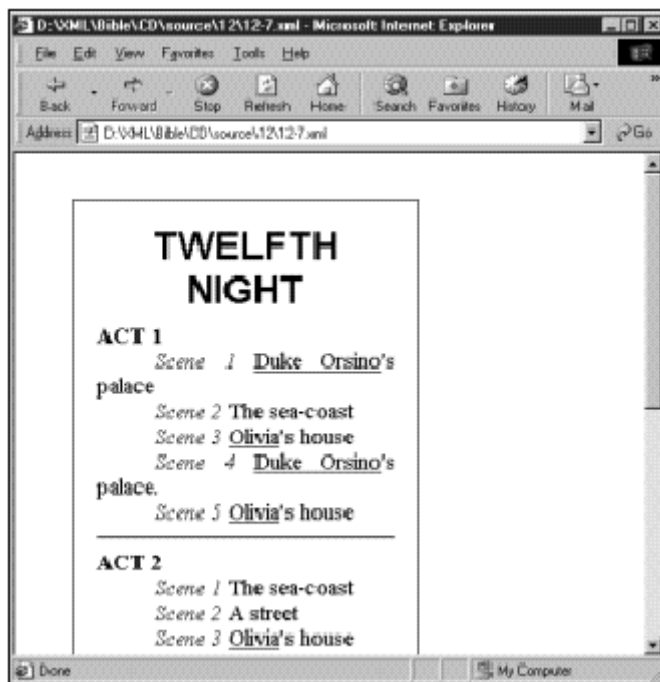 D:\XMIL\Bible\CD\source\12\12-7.xml - Microsoft Internet Explorer
File Edit View Favorites Tools Help
Back Forward Stop Refresh Home Search Favorites History Mail »
Address D:\XML\Bible\CD\source\12\12-7.xml Go
TWELFTH
NIGHT
ACT 1
Scene 1 Duke Orsino's
palace
Scene 2 The sea-coast
Scene 3 Olivia's house
Scene 4 Duke Orsino's
palace.
Scene 5 Olivia's house
ACT 2
Scene 1 The sea-coast
Scene 2 A street
Scene 3 Olivia's house
Done My Computer